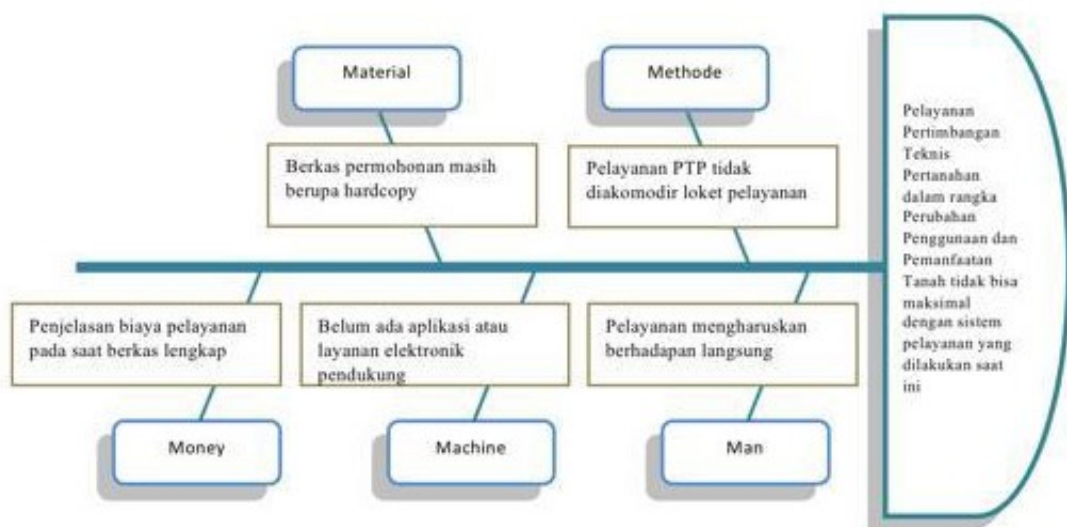 Material
Methode
Berkas permohonan masih
berupa hardcopy
Pelayanan PTP tidak
diakomodir loket pelayanan
Penjelasan biaya pelayanan
pada saat berkas lengkap
Belum ada aplikasi atau
layanan elektronik
pendukung
Pelayanan mengharuskan
berhadapan langsung
Money
Machine
Man
Pelayanan
Pertimbangan
Teknis
Pertanahan
dalam rangka
Perubahan
Penggunaan dan
Pemanfaatan
Tanah tidak bisa
maksimal
dengan sistem
pelayanan yang
dilakukan saat
ini